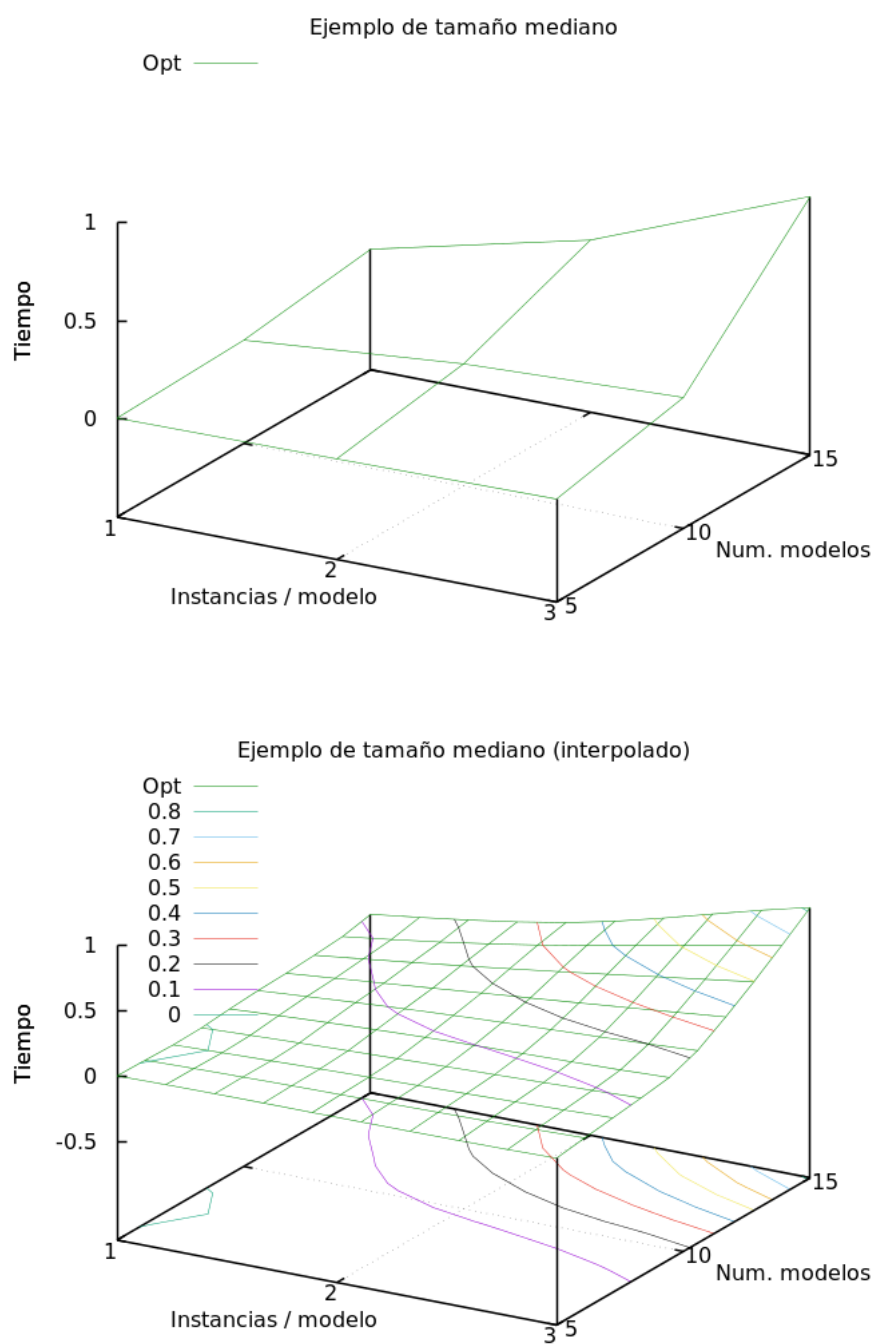 Ejemplo de tamaño mediano
Opt
1
0.5
0
Tiempo
1
2
3
5
10
15
Instancias / modelo
Num. modelos
Ejemplo de tamaño mediano (interpolado)
Opt
0.8
0.7
0.6
0.5
0.4
0.3
0.2
0.1
0
1
0.5
0
-0.5
Tiempo
1
2
3
5
10
15
Instancias / modelo
Num. modelos